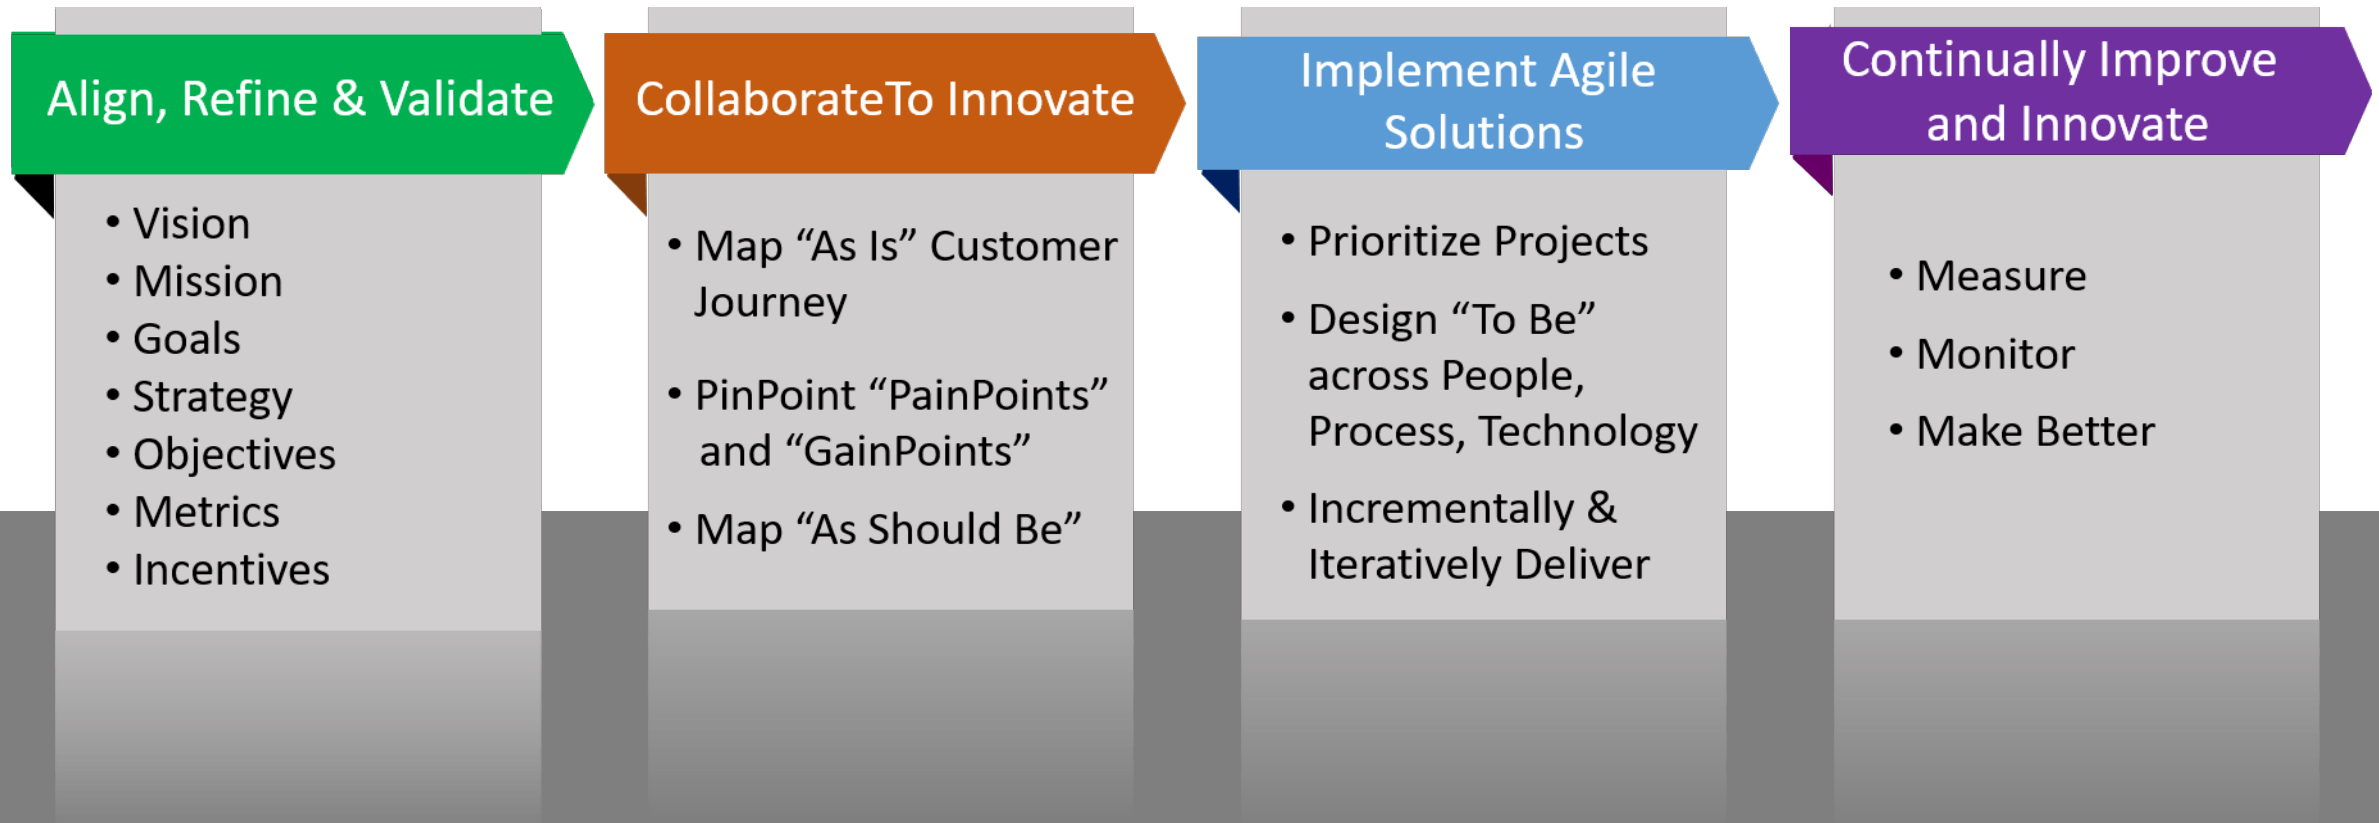 Align, Refine & Validate
• Vision
• Mission
• Goals
• Strategy
• Objectives
• Metrics
• Incentives
CollaborateTo Innovate
• Map “As Is” Customer
Journey
• PinPoint “PainPoints”
and “GainPoints”
• Map “As Should Be”
Implement Agile
Solutions
• Prioritize Projects
• Design “To Be”
across People,
Process, Technology
• Incrementally &
Iteratively Deliver
Continually Improve
and Innovate
• Measure
• Monitor
• Make Better